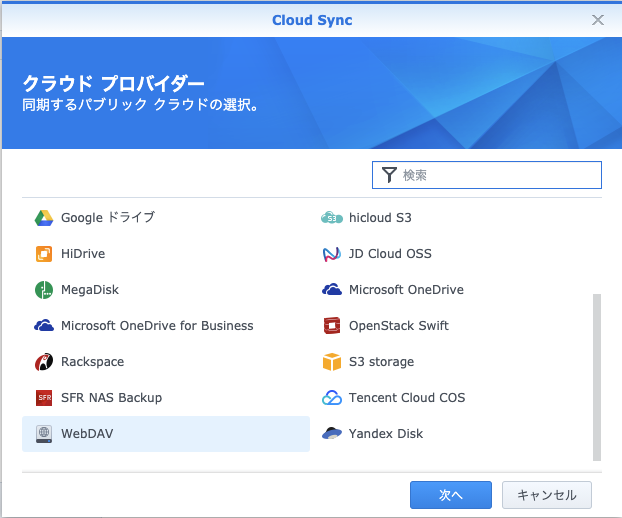 Cloud Sync
クラウド プロバイダー
同期するパブリック クラウドの選択。
検索
Google ドライブ
hicloud S3
HiDrive
JD Cloud OSS
MegaDisk
Microsoft OneDrive
Microsoft OneDrive for Business
OpenStack Swift
Rackspace
S3 storage
SFR NAS Backup
Tencent Cloud COS
WebDAV
Yandex Disk
次へ
キャンセル